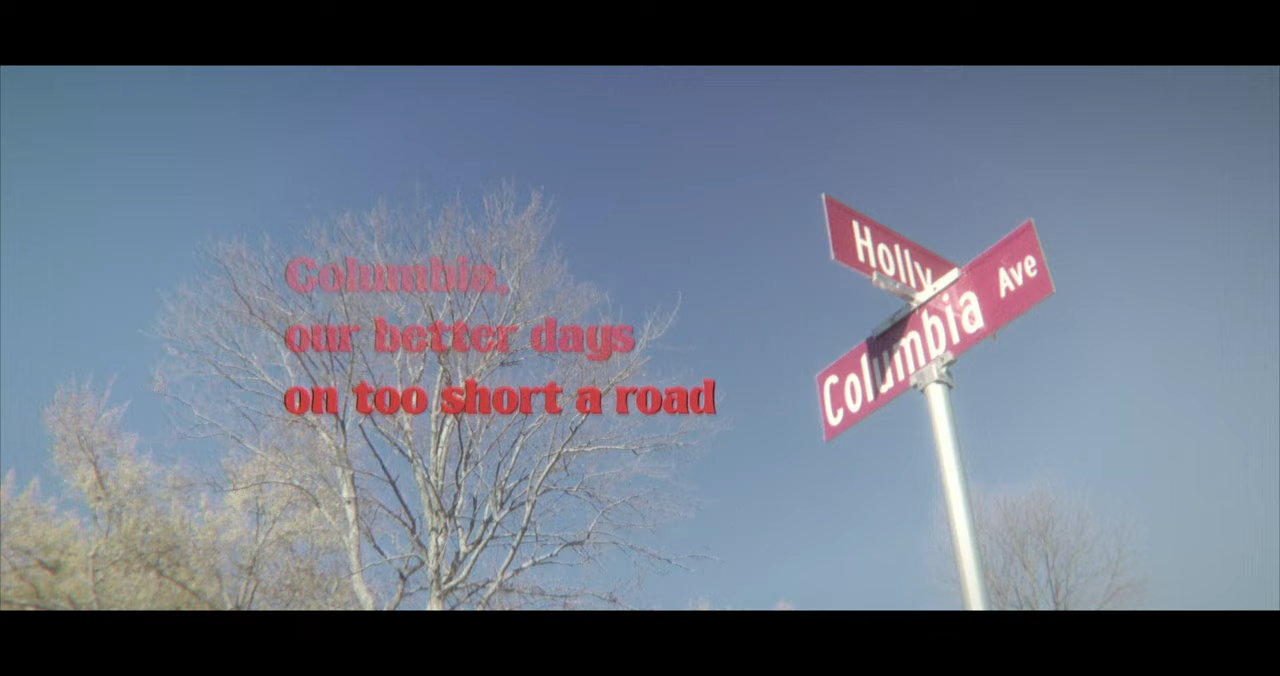 Columbia,
our better days
on too short a road
Holly
Columbia Ave